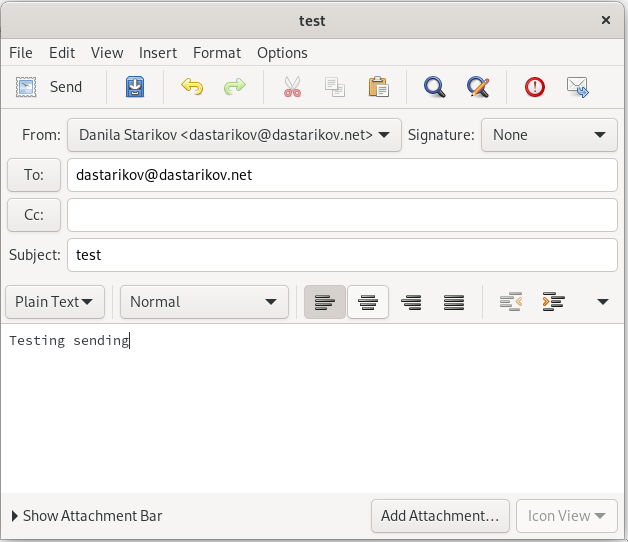 test
File Edit View Insert Format Options
Send
From: Danila Starikov <dastarikov@dastarikov.net> Signature: None
To: dastarikov@dastarikov.net
Cc:
Subject: test
Plain Text Normal
Testing sending
Show Attachment Bar Add Attachment... Icon View